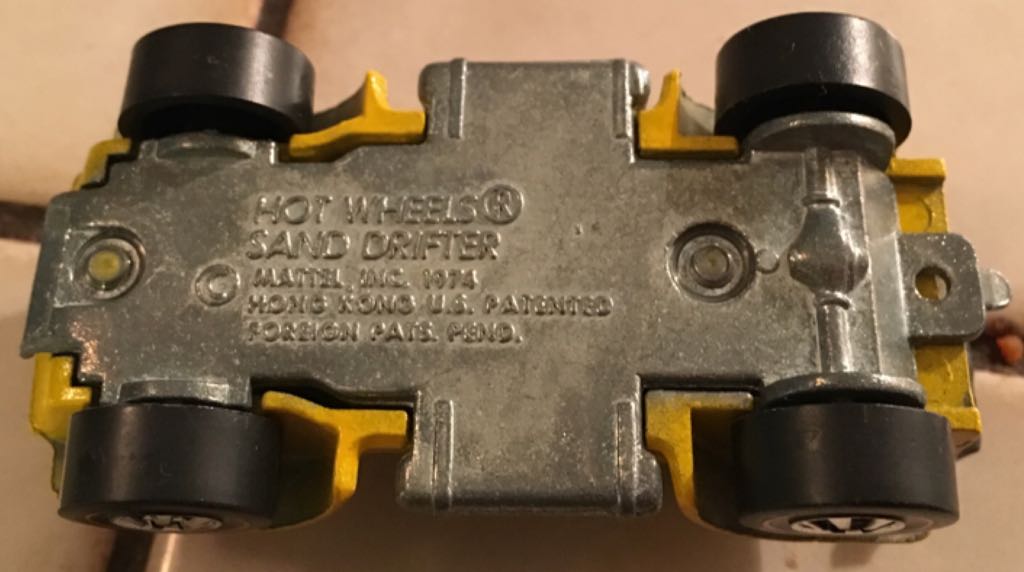 HOT WHEELS®
SAND DRIFTER
© MATTEL, INC. 1974
HONG KONG U.S. PATENTED
FOREIGN PATS. PEND.